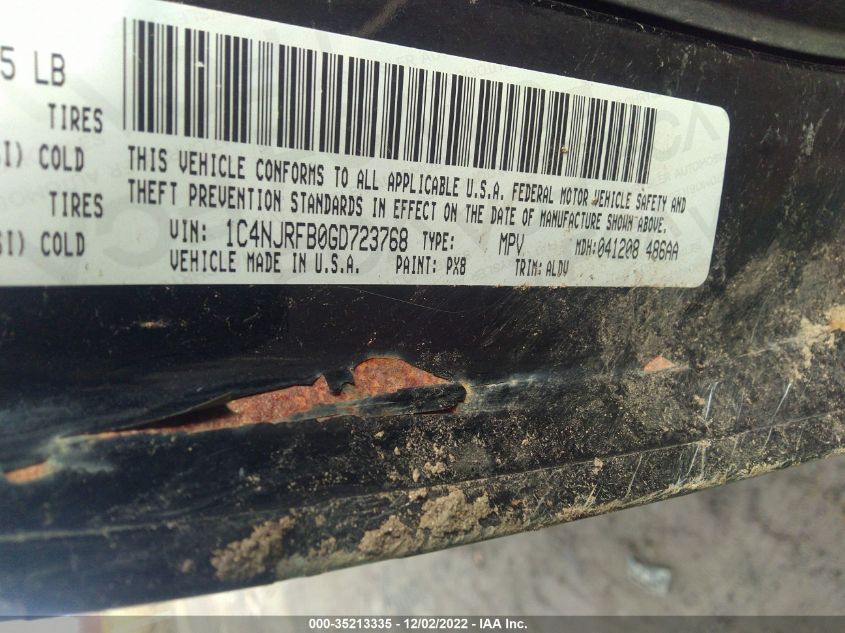 5 LB
TIRES
SI) COLD
TIRES
SI) COLD
THIS VEHICLE CONFORMS TO ALL APPLICABLE U.S.A. FEDERAL MOTOR VEHICLE SAFETY AND
THEFT PREVENTION STANDARDS IN EFFECT ON THE DATE OF MANUFACTURE SHOWN ABOVE.
VIN: 1C4NJRFB0GD723768 TYPE: MPV MDH:041208 486AA
VEHICLE MADE IN U.S.A. PAINT: PX8 TRIM: ALDV
000-35213335 - 12/02/2022 - IAA Inc.